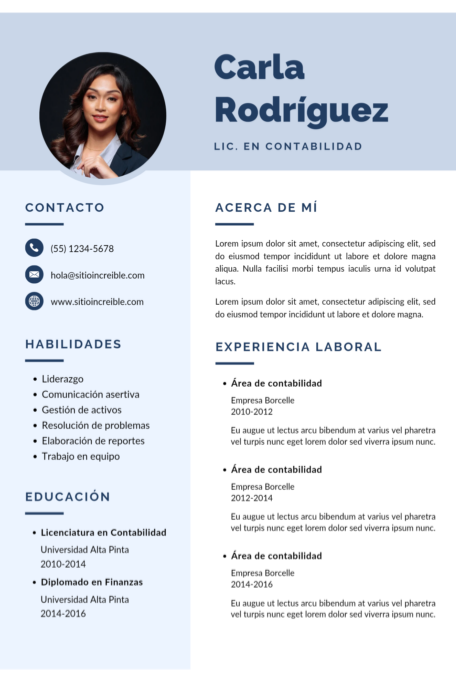 Carla
Rodríguez
LIC. EN CONTABILIDAD
CONTACTO
(55) 1234-5678
hola@sitioincreible.com
www.sitioincreible.com
HABILIDADES
• Liderazgo
• Comunicación asertiva
• Gestión de activos
• Resolución de problemas
• Elaboración de reportes
• Trabajo en equipo
EDUCACIÓN
• Licenciatura en Contabilidad
Universidad Alta Pinta
2010-2014
• Diplomado en Finanzas
Universidad Alta Pinta
2014-2016
ACERCA DE MÍ
Lorem ipsum dolor sit amet, consectetur adipiscing elit, sed
do eiusmod tempor incididunt ut labore et dolore magna
aliqua. Nulla facilisi morbi tempus iaculis urna id volutpat
lacus.
Lorem ipsum dolor sit amet, consectetur adipiscing elit, sed
do eiusmod tempor incididunt ut labore et dolore magna.
EXPERIENCIA LABORAL
• Área de contabilidad
Empresa Borcelle
2010-2012
Eu augue ut lectus arcu bibendum at varius vel pharetra
vel turpis nunc eget lorem dolor sed viverra ipsum nunc.
• Área de contabilidad
Empresa Borcelle
2012-2014
Eu augue ut lectus arcu bibendum at varius vel pharetra
vel turpis nunc eget lorem dolor sed viverra ipsum nunc.
• Área de contabilidad
Empresa Borcelle
2014-2016
Eu augue ut lectus arcu bibendum at varius vel pharetra
vel turpis nunc eget lorem dolor sed viverra ipsum nunc.